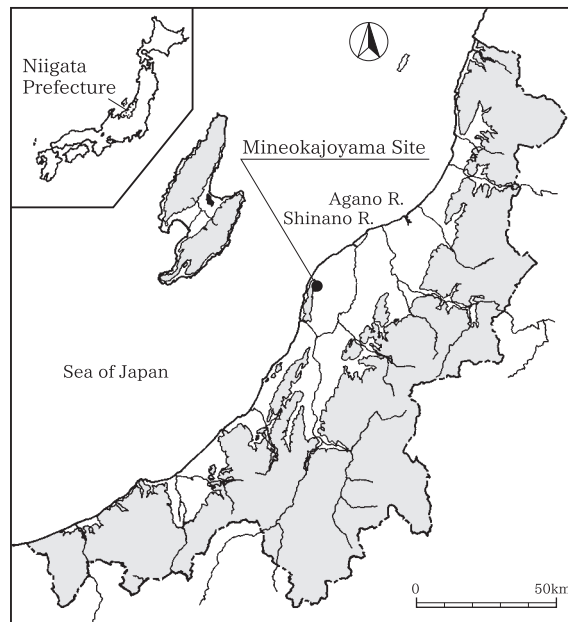 Niigata
Prefecture
Mineokajoyama Site
Agano R.
Shinano R.
Sea of Japan
0 50km